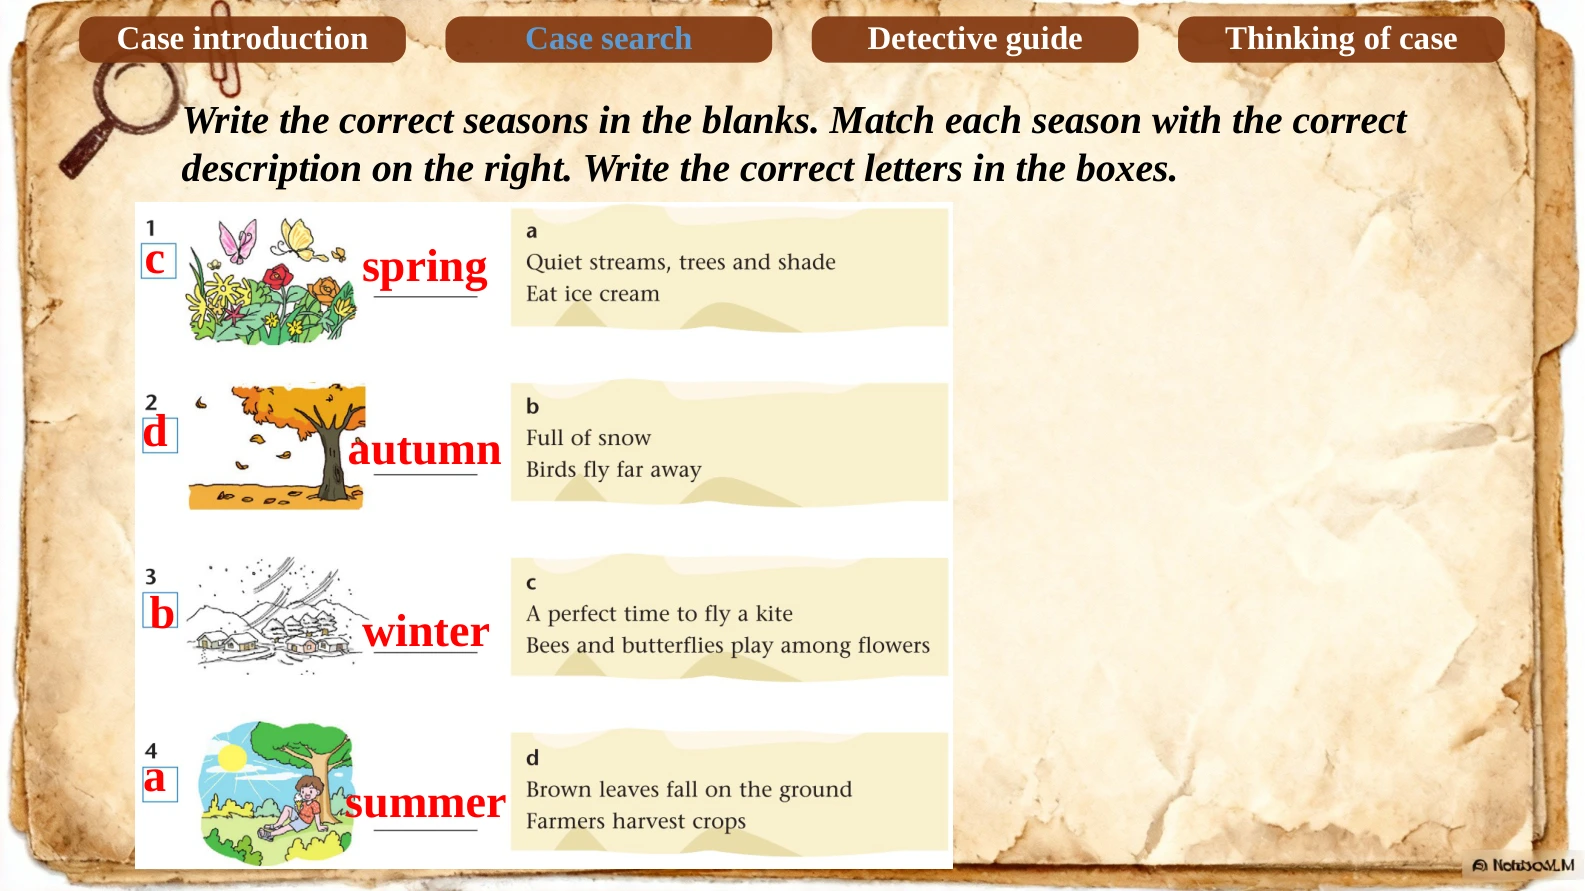 Case introduction
Case search
Detective guide
Thinking of case
Write the correct seasons in the blanks. Match each season with the correct
description on the right. Write the correct letters in the boxes.
1
c
spring
a
Quiet streams, trees and shade
Eat ice cream
2
d
autumn
b
Full of snow
Birds fly far away
3
b
winter
c
A perfect time to fly a kite
Bees and butterflies play among flowers
4
a
summer
d
Brown leaves fall on the ground
Farmers harvest crops